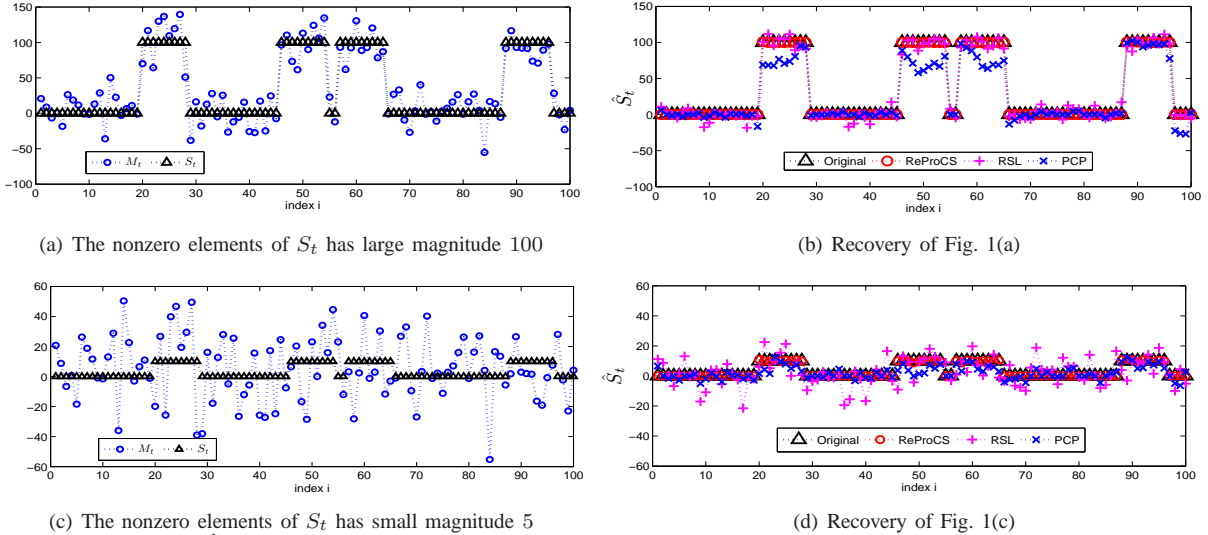 150
100
50
0
−50
−100
0 10 20 30 40 50 60 70 80 90 100
index i
M_t S_t
(a) The nonzero elements of S_t has large magnitude 100
150
100
50
0
−50
−100
0 10 20 30 40 50 60 70 80 90 100
index i
Ŝ_t
Original ReProCS RSL PCP
(b) Recovery of Fig. 1(a)
60
40
20
0
−20
−40
−60
0 10 20 30 40 50 60 70 80 90 100
index i
M_t S_t
(c) The nonzero elements of S_t has small magnitude 5
60
40
20
0
−20
−40
−60
0 10 20 30 40 50 60 70 80 90 100
index i
Ŝ_t
Original ReProCS RSL PCP
(d) Recovery of Fig. 1(c)